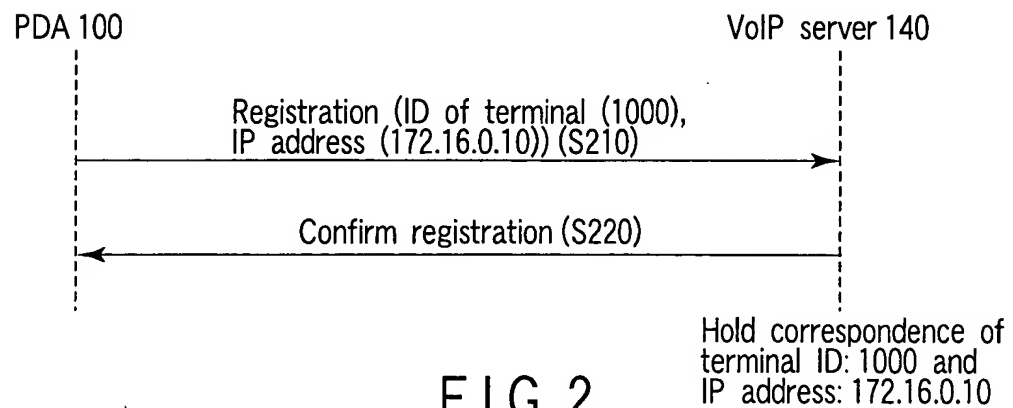 PDA 100
VoIP server 140
Registration (ID of terminal (1000),
IP address (172.16.0.10)) (S210)
Confirm registration (S220)
Hold correspondence of
terminal ID: 1000 and
IP address: 172.16.0.10
FIG. 2